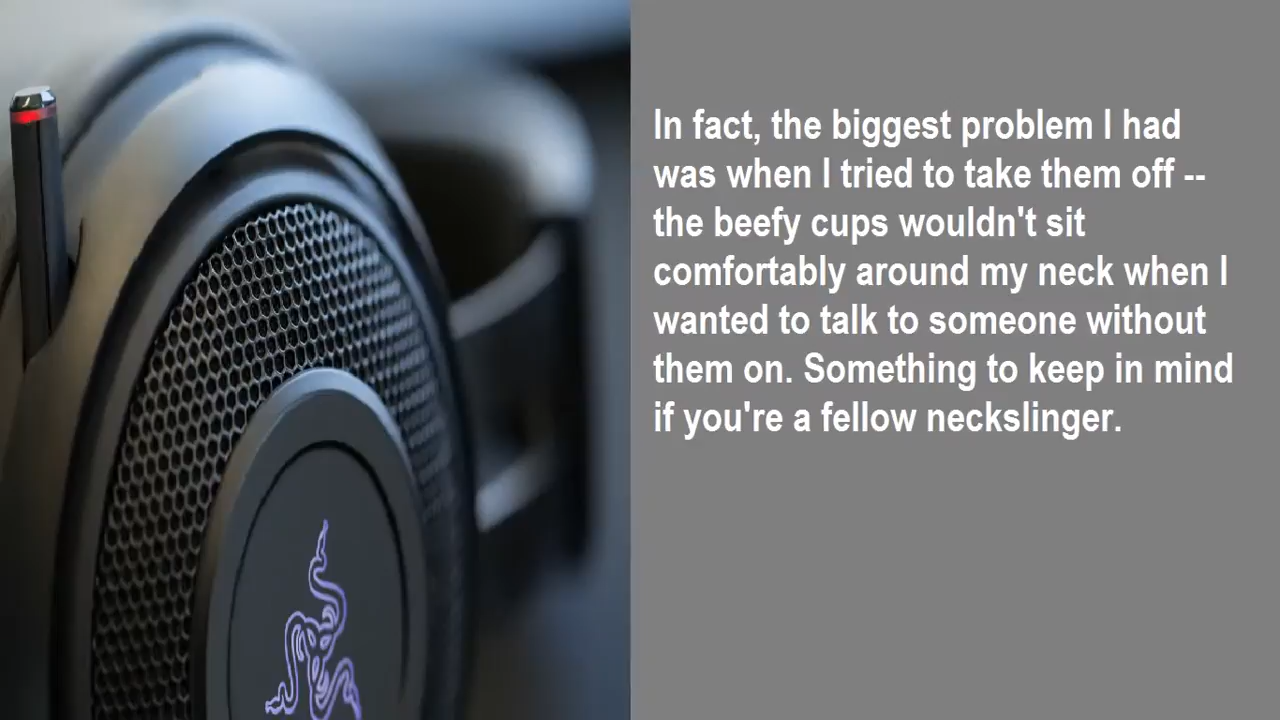 In fact, the biggest problem I had
was when I tried to take them off --
the beefy cups wouldn't sit
comfortably around my neck when I
wanted to talk to someone without
them on. Something to keep in mind
if you're a fellow neckslinger.